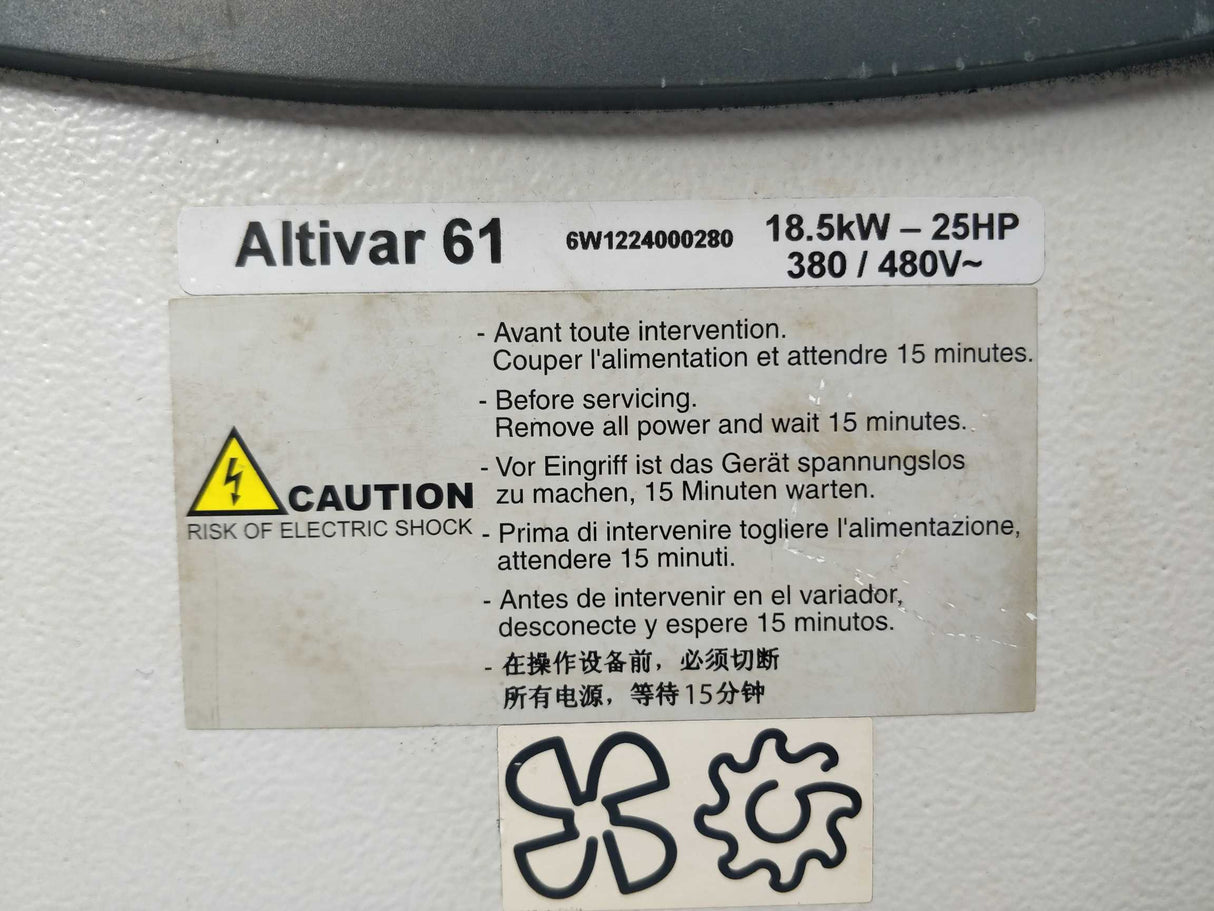 Altivar 61 6W1224000280 18.5kW – 25HP
380 / 480V~
- Avant toute intervention.
Couper l'alimentation et attendre 15 minutes.
- Before servicing.
Remove all power and wait 15 minutes.
- Vor Eingriff ist das Gerät spannungslos
zu machen, 15 Minuten warten.
CAUTION
RISK OF ELECTRIC SHOCK
- Prima di intervenire togliere l'alimentazione,
attendere 15 minuti.
- Antes de intervenir en el variador,
desconecte y espere 15 minutos.
- 在操作设备前，必须切断
所有电源，等待15分钟